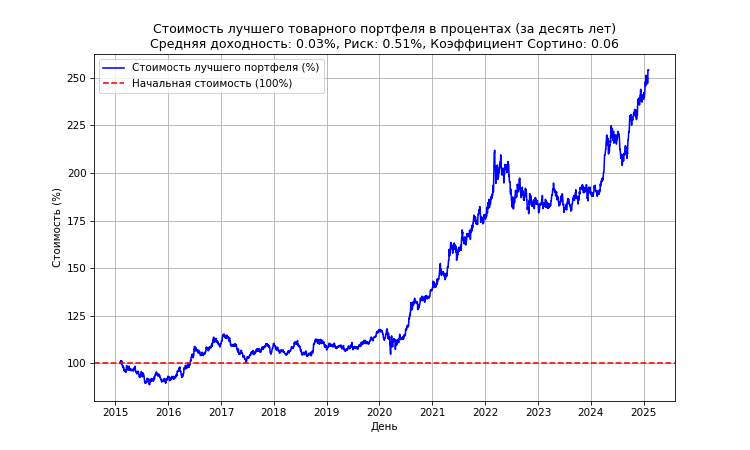 Стоимость лучшего товарного портфеля в процентах (за десять лет)
Средняя доходность: 0.03%, Риск: 0.51%, Коэффициент Сортино: 0.06
Стоимость лучшего портфеля (%)
Начальная стоимость (100%)
Стоимость (%)
250
225
200
175
150
125
100
2015 2016 2017 2018 2019 2020 2021 2022 2023 2024 2025
День